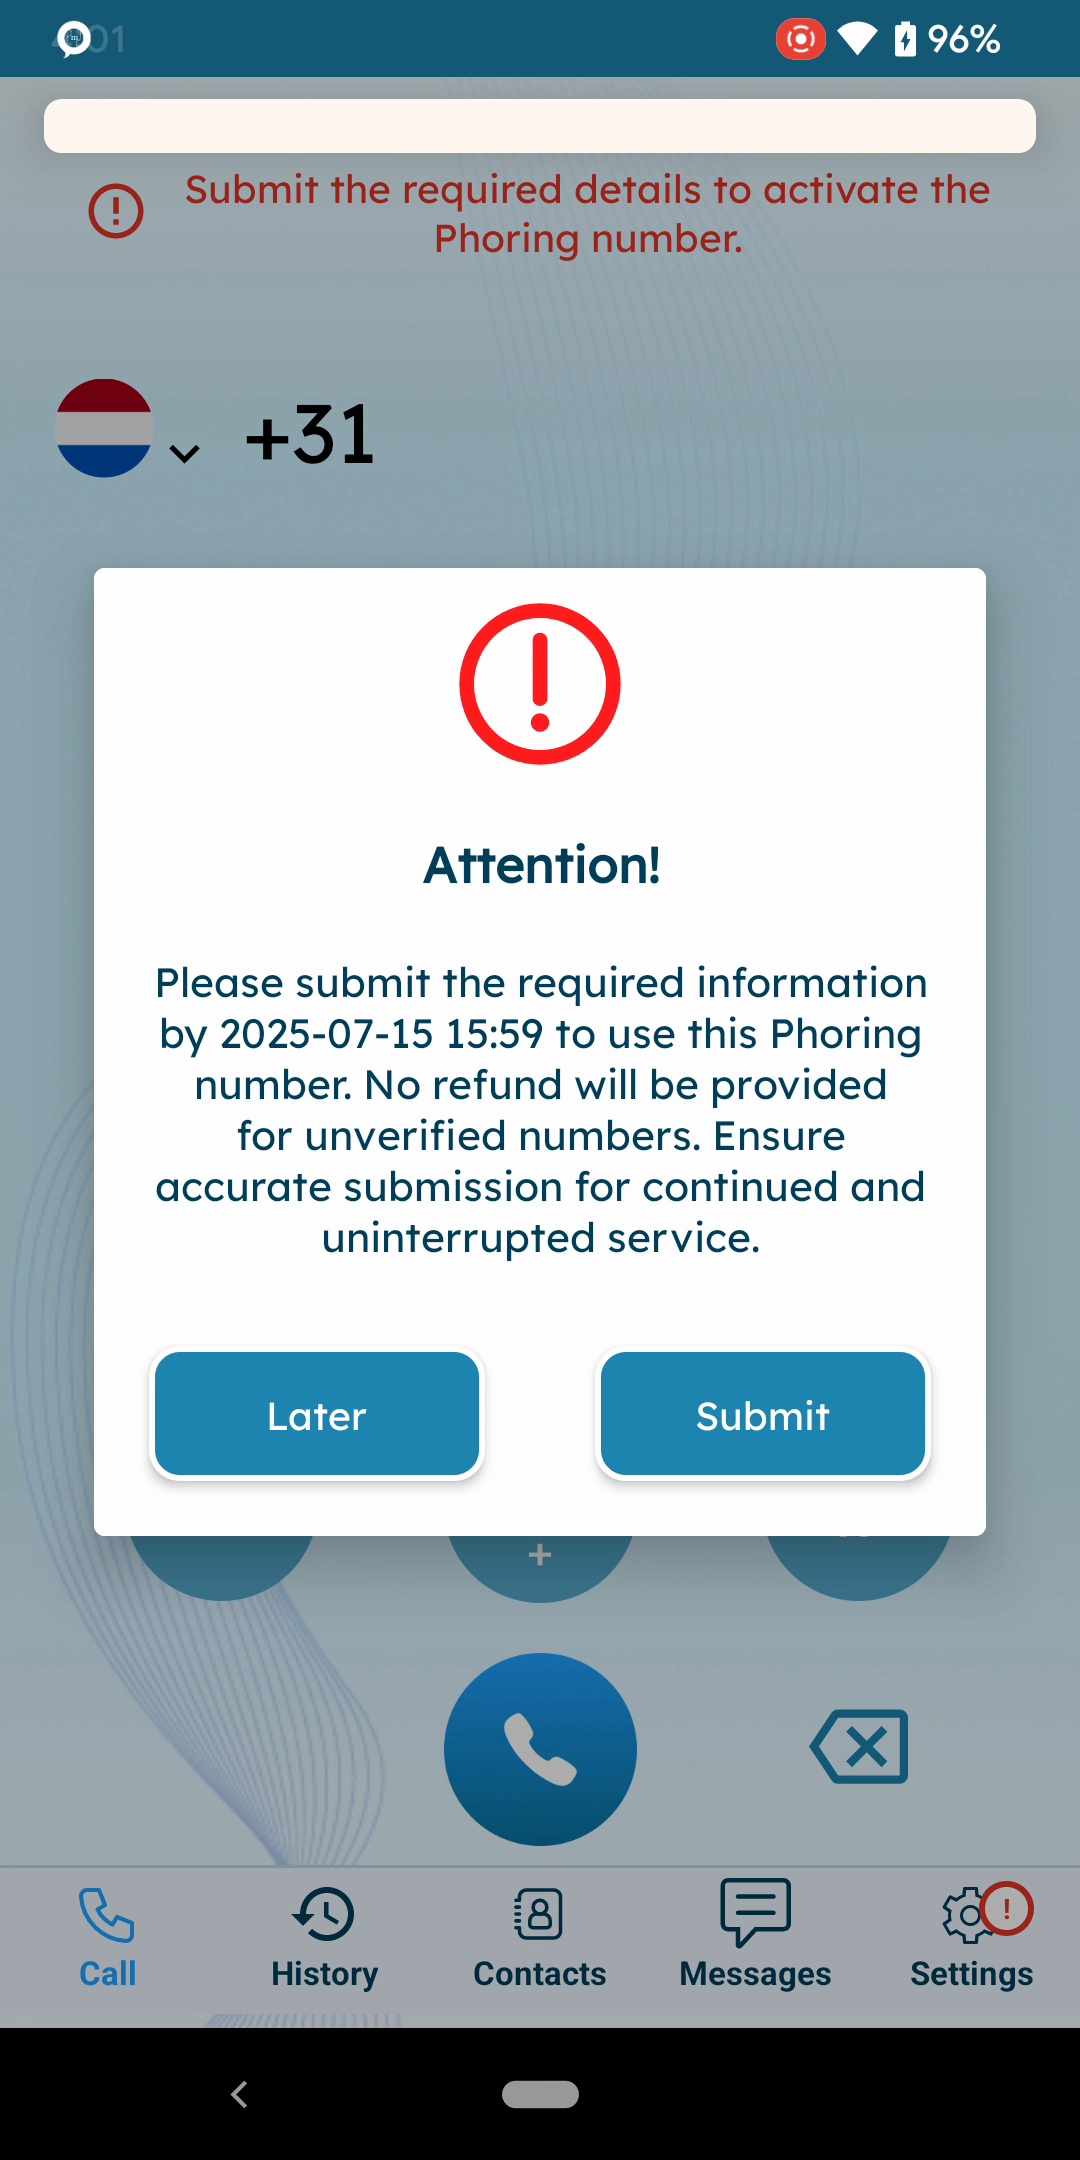 96%
Submit the required details to activate the
Phoring number.
+31
Attention!
Please submit the required information
by 2025-07-15 15:59 to use this Phoring
number. No refund will be provided
for unverified numbers. Ensure
accurate submission for continued and
uninterrupted service.
Later
Submit
+
Call
History
Contacts
Messages
Settings